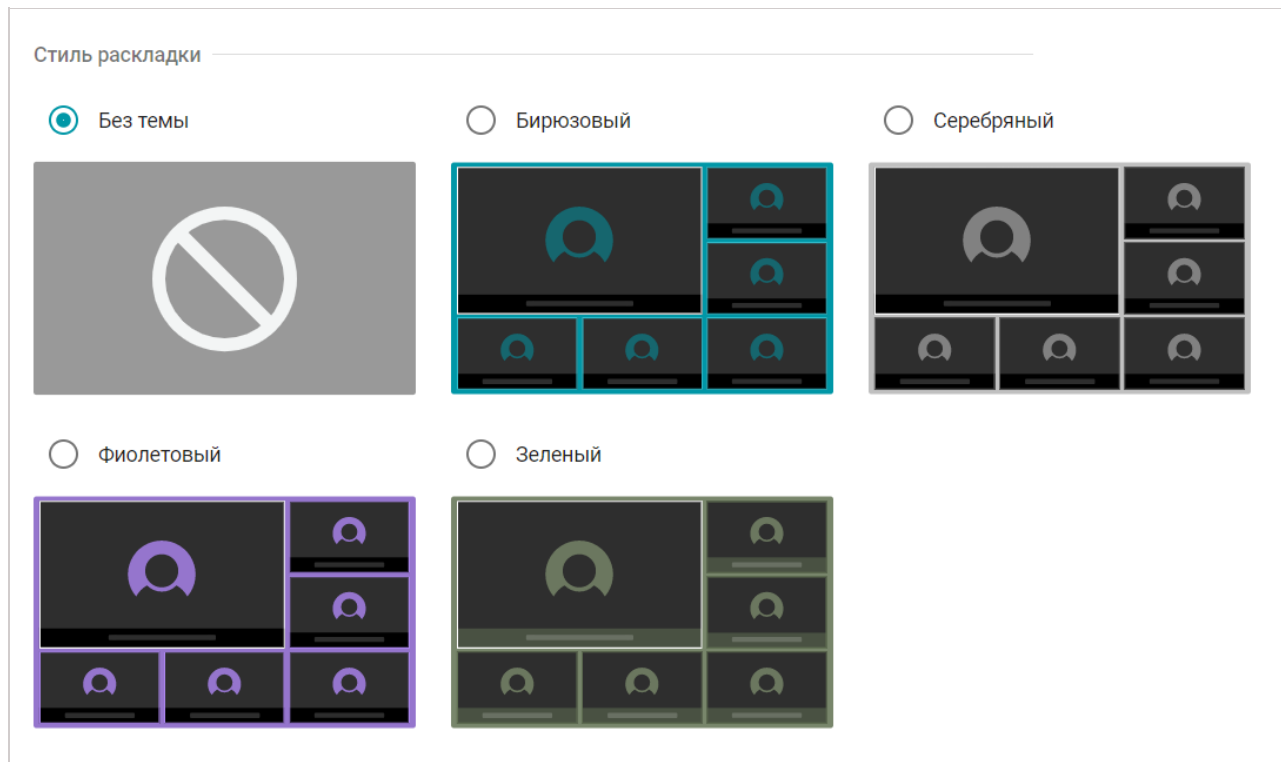 Стиль раскладки
Без темы
Бирюзовый
Серебряный
Фиолетовый
Зеленый